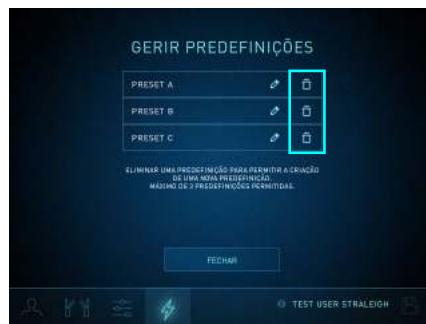 GERIR PREDEFINIÇÕES
PRESET A
PRESET B
PRESET C
ELIMINAR UMA PREDEFINIÇÃO PARA PERMITIR A CRIAÇÃO
DE UMA NOVA PREDEFINIÇÃO.
MÁXIMO DE 3 PREDEFINIÇÕES PERMITIDAS.
FECHAR
TEST USER STRALEIGH